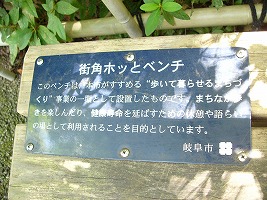 街角ホッとベンチ
このベンチは岐阜市がすすめる“歩いて暮らせるまちづ
くり”事業の一環として設置したものです。まちなか歩
きを楽しんだり、健康寿命を延ばすための休憩や語らい
の場として利用されることを目的としています。
岐阜市